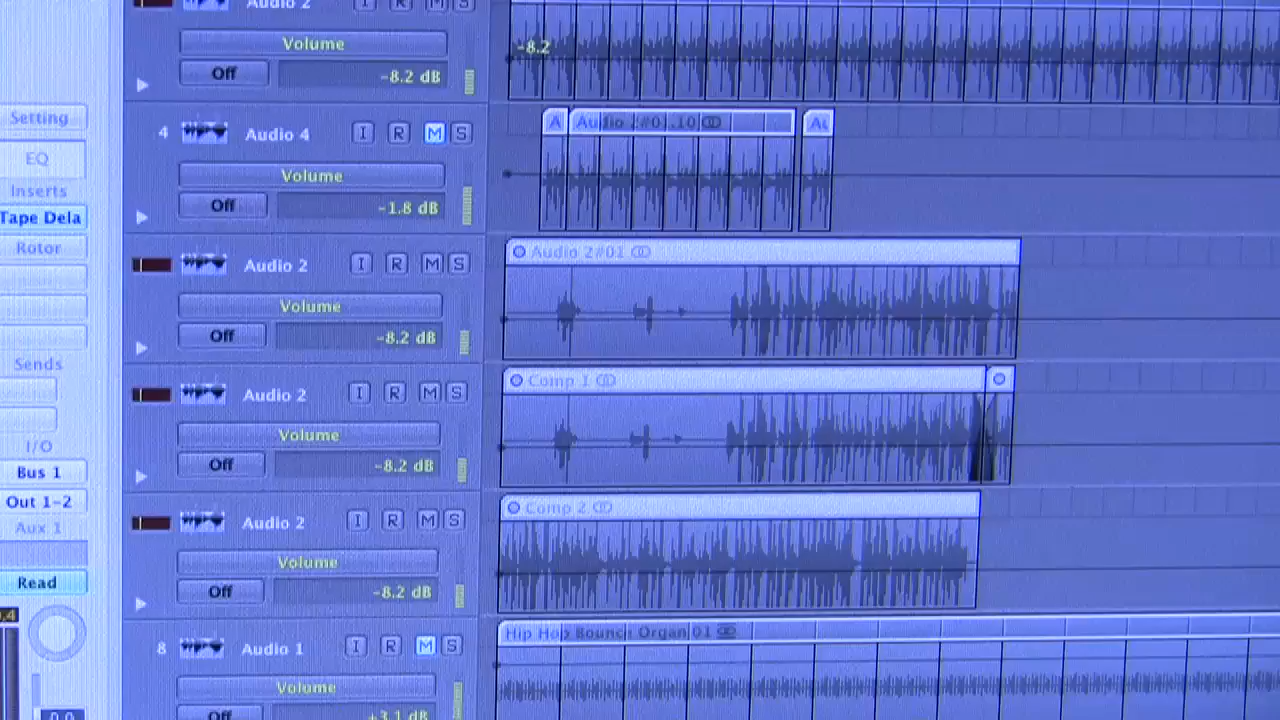 Audio 2 I R M S
Volume
-8.2
Off -8.2 dB
Setting
4 Audio 4 I R M S
A Audio 2#01.10 Au
EQ
Volume
Inserts
Off -1.8 dB
Tape Dela
Rotor
Audio 2 I R M S
Audio 2#01
Volume
Off -8.2 dB
Sends
Audio 2 I R M S
Comp 1
Volume
I/O
Off -8.2 dB
Bus 1
Out 1-2
Audio 2 I R M S
Comp 2
Aux 1
Volume
Read
Off -8.2 dB
8 Audio 1 I R M S
Hip Hop Bounce Organ 01
Volume
Off +3.1 dB
0.0